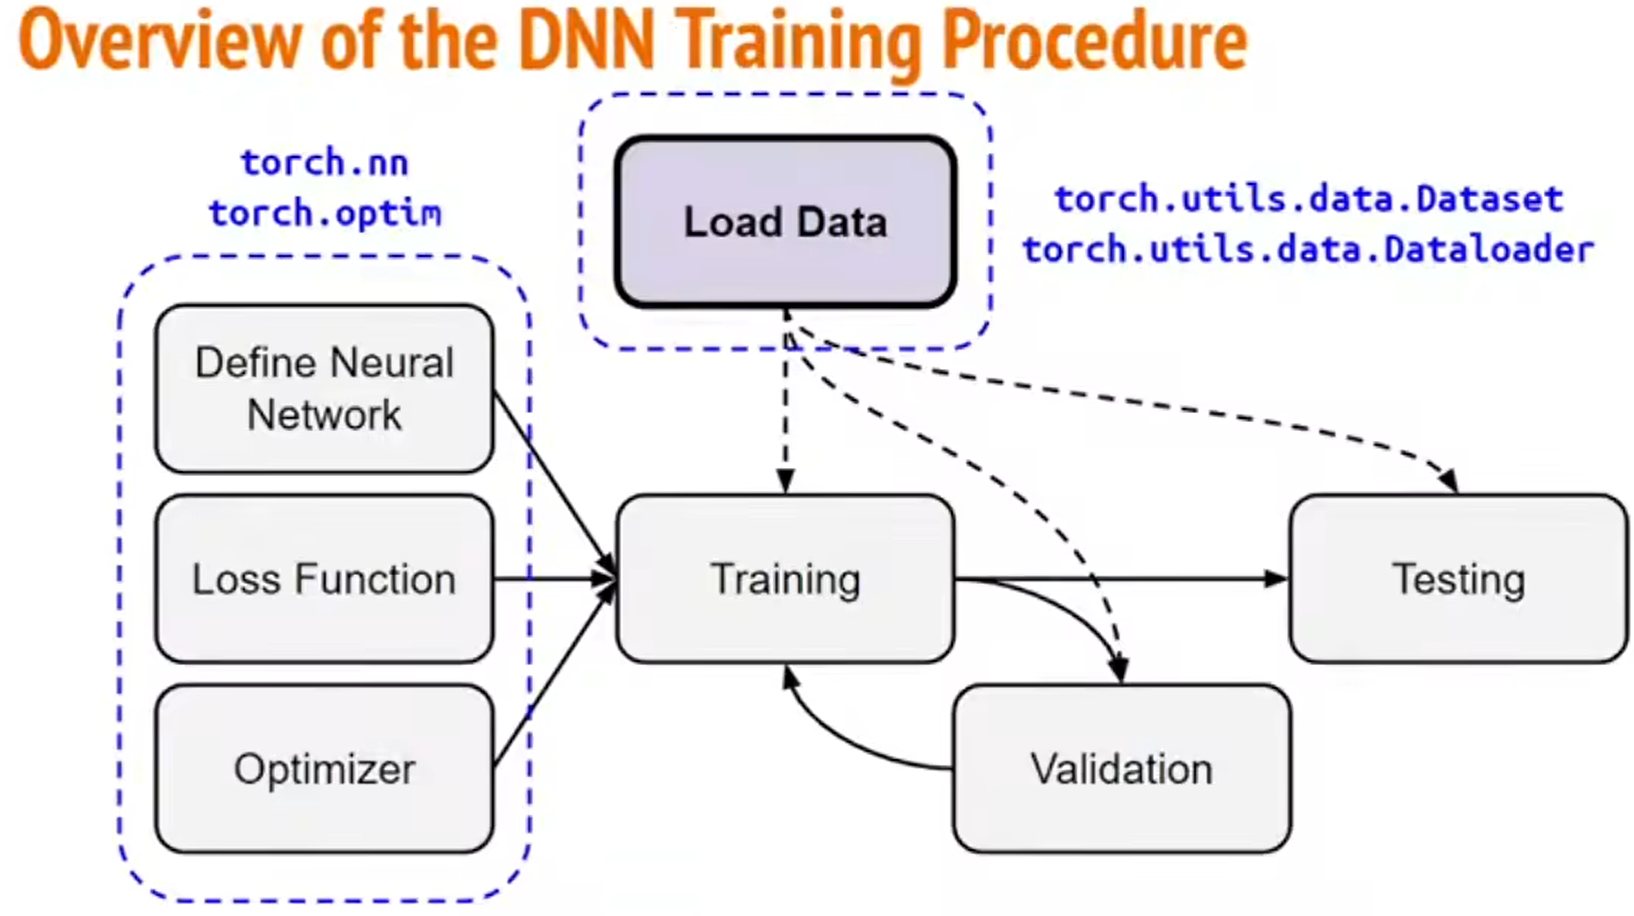 Overview of the DNN Training Procedure
torch.nn
torch.optim
Load Data
torch.utils.data.Dataset
torch.utils.data.Dataloader
Define Neural
Network
Loss Function
Optimizer
Training
Validation
Testing